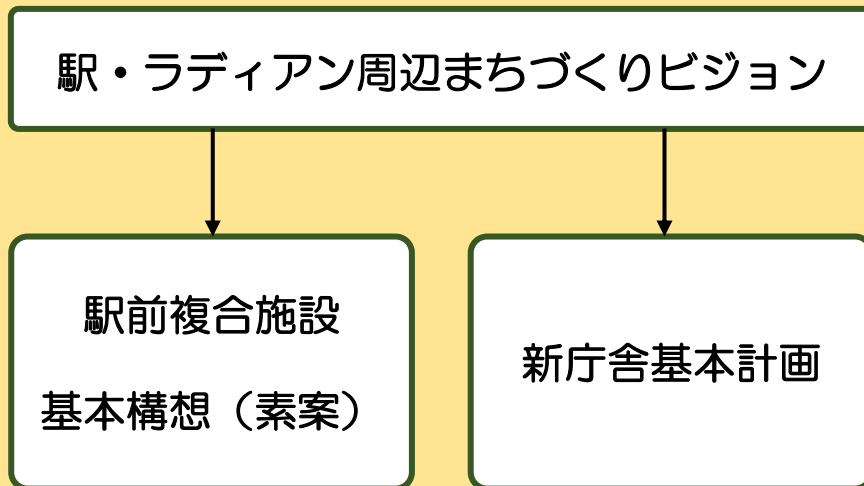 駅・ラディアン周辺まちづくりビジョン
駅前複合施設
基本構想（素案）
新庁舎基本計画